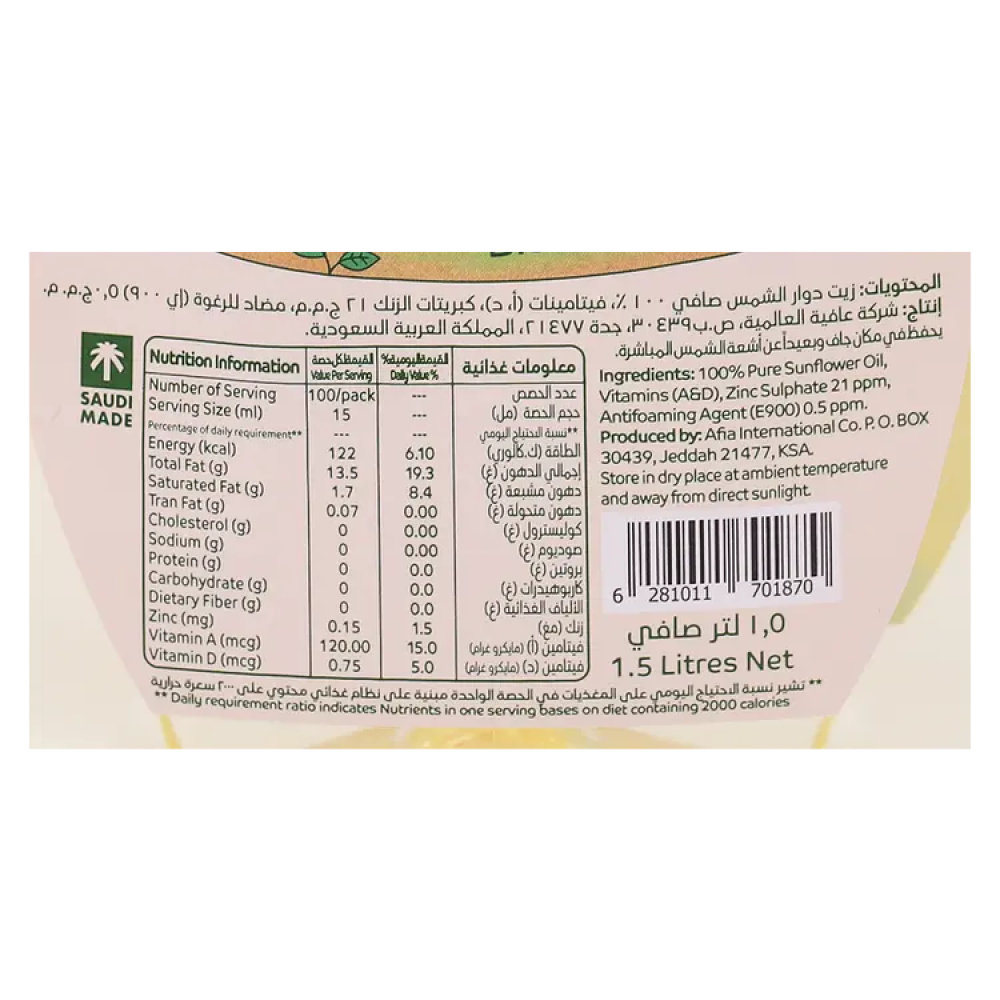 المحتويات: زيت دوار الشمس صافي ١٠٠ ٪، فيتامينات (أ، د)، كبريتات الزنك ٢١ ج.م.م، مضاد للرغوة (إي ٩٠٠) ٠,٥ ج.م.م.
إنتاج: شركة عافية العالمية، ص.ب ٣٠٤٣٩، جدة ٢١٤٧٧، المملكة العربية السعودية.
يحفظ في مكان جاف وبعيداً عن أشعة الشمس المباشرة.
SAUDI
MADE
Nutrition Information القيمة لكل حصة Value Per Serving القيمة اليومية% Daily Value % معلومات غذائية
Number of Serving 100/pack --- عدد الحصص
Serving Size (ml) 15 --- حجم الحصة (مل)
Percentage of daily requirement** --- --- **نسبة الاحتياج اليومي
Energy (kcal) 122 6.10 الطاقة (ك.كالوري)
Total Fat (g) 13.5 19.3 إجمالي الدهون (غ)
Saturated Fat (g) 1.7 8.4 دهون مشبعة (غ)
Tran Fat (g) 0.07 0.00 دهون متحولة (غ)
Cholesterol (g) 0 0.00 كوليسترول (غ)
Sodium (g) 0 0.00 صوديوم (غ)
Protein (g) 0 0.0 بروتين (غ)
Carbohydrate (g) 0 0.0 كاربوهيدرات (غ)
Dietary Fiber (g) 0 0.0 الألياف الغذائية (غ)
Zinc (mg) 0.15 1.5 زنك (مغ)
Vitamin A (mcg) 120.00 15.0 فيتامين (أ) (مايكرو غرام)
Vitamin D (mcg) 0.75 5.0 فيتامين (د) (مايكرو غرام)
Ingredients: 100% Pure Sunflower Oil,
Vitamins (A&D), Zinc Sulphate 21 ppm,
Antifoaming Agent (E900) 0.5 ppm.
Produced by: Afia International Co. P. O. BOX
30439, Jeddah 21477, KSA.
Store in dry place at ambient temperature
and away from direct sunlight.
6 281011 701870
١,٥ لتر صافي
1.5 Litres Net
** تشير نسبة الاحتياج اليومي على المغذيات في الحصة الواحدة مبنية على نظام غذائي محتوي على ٢٠٠٠ سعرة حرارية
** Daily requirement ratio indicates Nutrients in one serving bases on diet containing 2000 calories